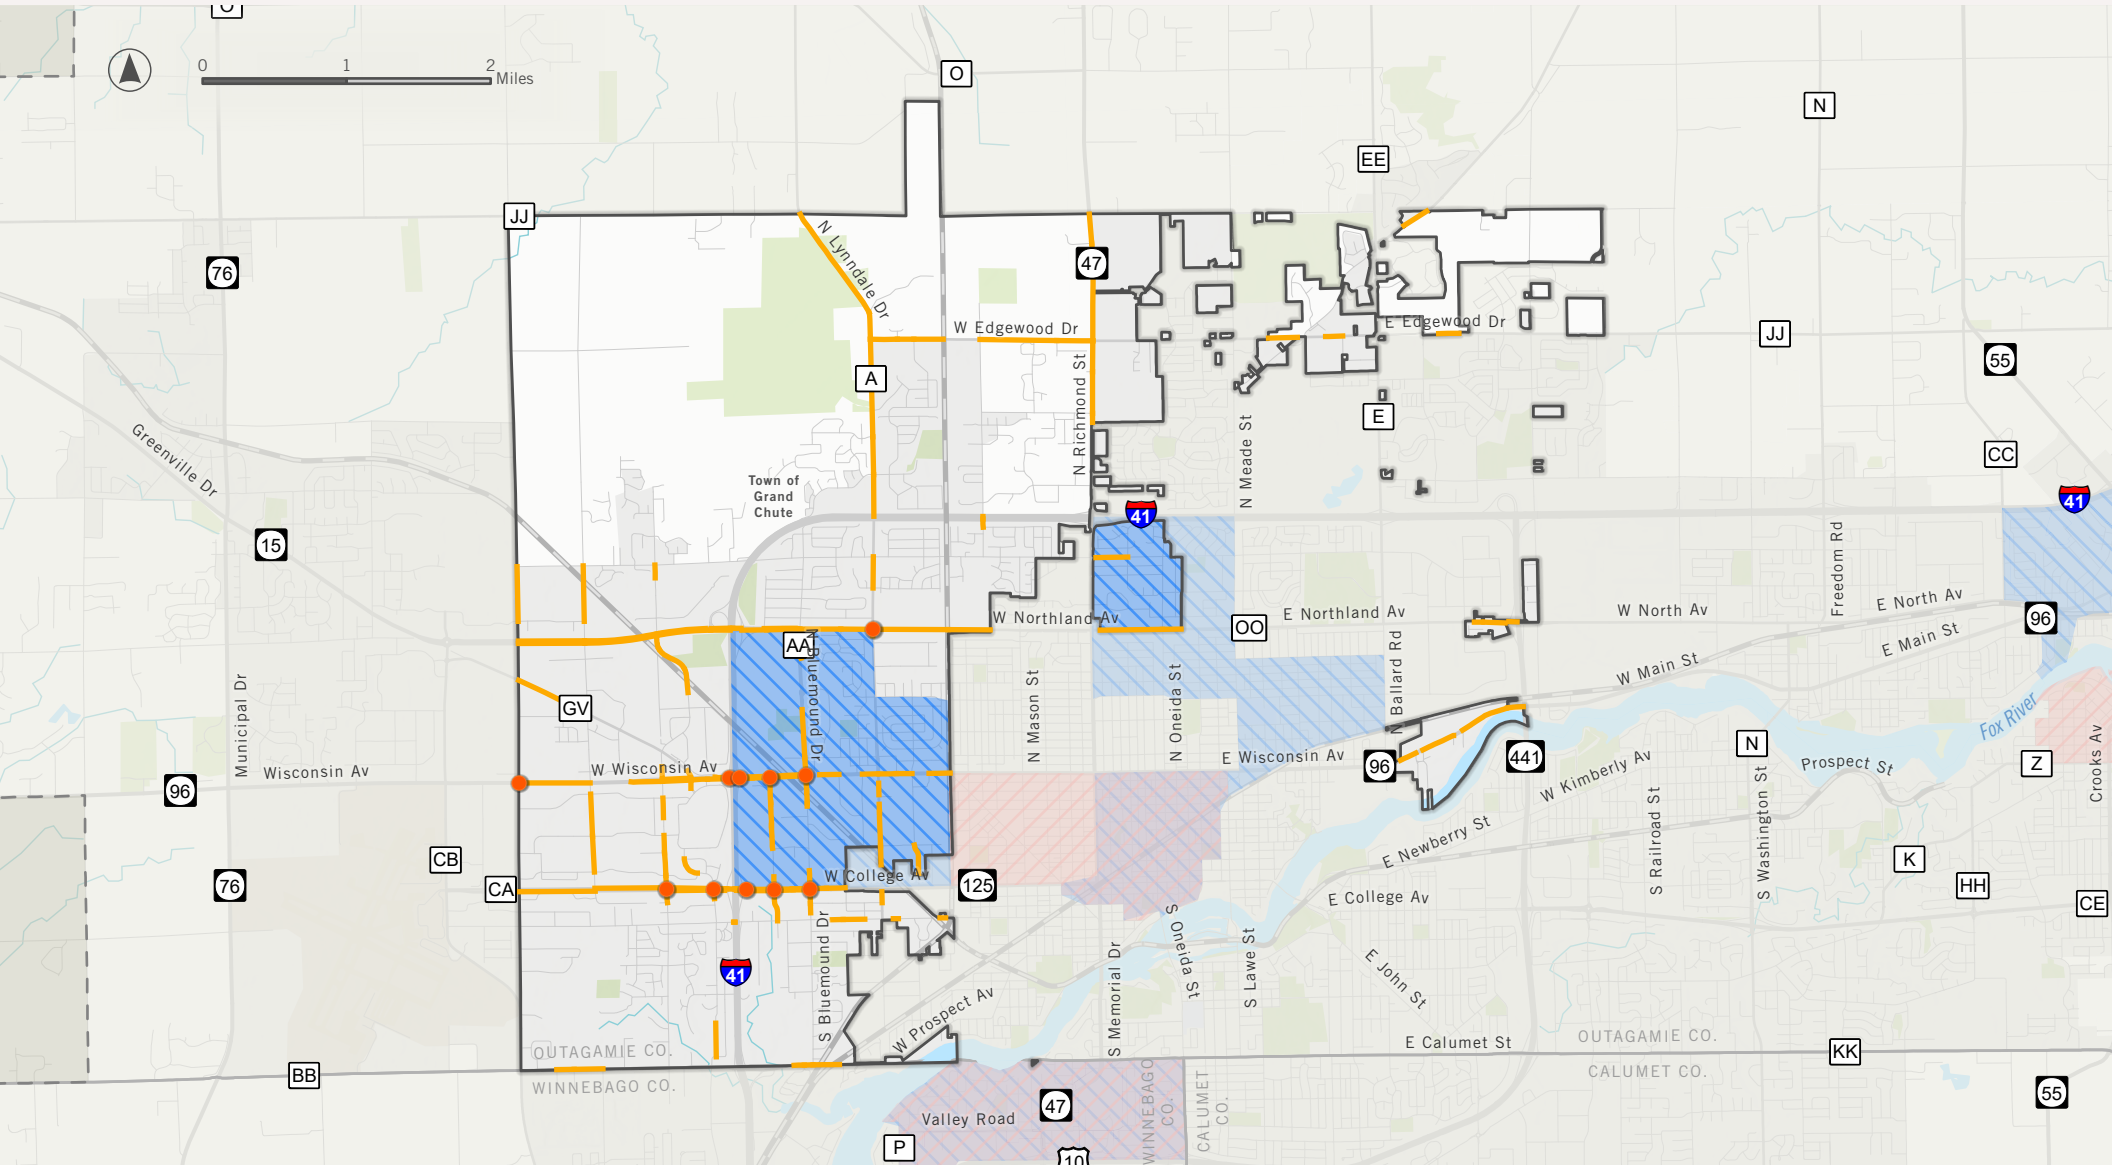 O
0 1 2
Miles
O
N
EE
JJ
N Lynndale Dr
47
76
W Edgewood Dr
E Edgewood Dr
JJ
55
A
N Richmond St
E
N Meade St
Greenville Dr
CC
Town of
Grand
Chute
41
41
15
Freedom Rd
W Northland Av
E Northland Av
W North Av
E North Av
96
OO
AA
N Bluemound Dr
E Main St
W Main St
N Ballard Rd
N Mason St
N Oneida St
Municipal Dr
GV
Fox River
E Wisconsin Av
96
441
N
Z
Crooks Av
Wisconsin Av
W Wisconsin Av
96
W Kimberly Av
Prospect St
S Railroad St
S Washington St
E Newberry St
CB
76
CA
W College Av
125
K
HH
CE
E College Av
S Bluemound Dr
S Oneida St
S Lawe St
S Memorial Dr
41
E John St
W Prospect Av
OUTAGAMIE CO.
WINNEBAGO CO.
E Calumet St
OUTAGAMIE CO.
KK
CALUMET CO.
BB
WINNEBAGO
CO.
CALUMET
CO.
47
Valley Road
55
P
10